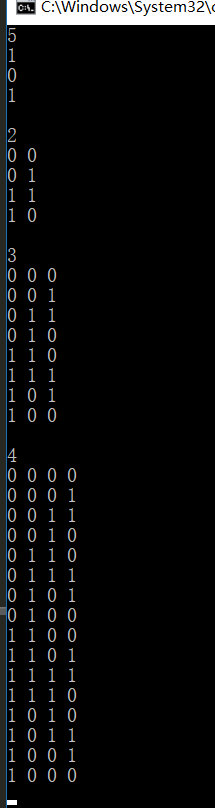 C:\Windows\System32\
5
1
0
1
2
0 0
0 1
1 1
1 0
3
0 0 0
0 0 1
0 1 1
0 1 0
1 1 0
1 1 1
1 0 1
1 0 0
4
0 0 0 0
0 0 0 1
0 0 1 1
0 0 1 0
0 1 1 0
0 1 1 1
0 1 0 1
0 1 0 0
1 1 0 0
1 1 0 1
1 1 1 1
1 1 1 0
1 0 1 0
1 0 1 1
1 0 0 1
1 0 0 0